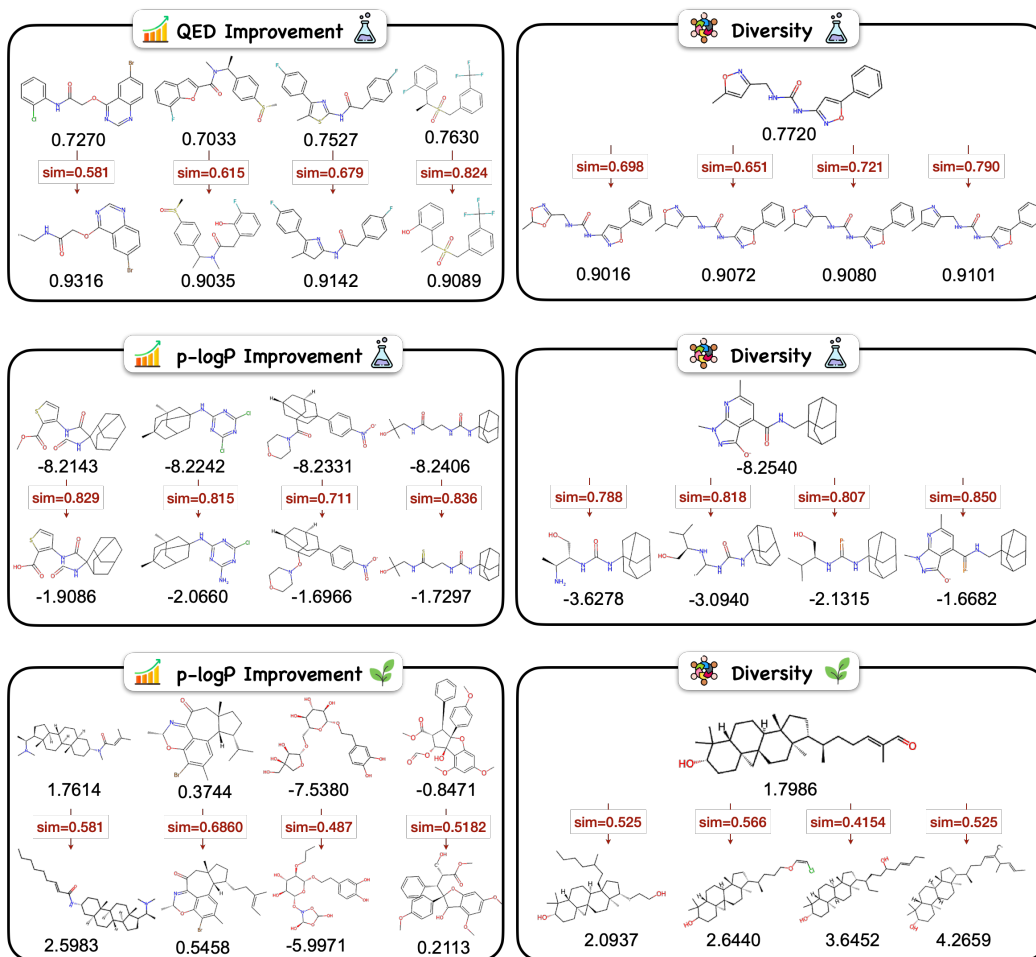 QED Improvement
0.7270 0.7033 0.7527 0.7630
sim=0.581 sim=0.615 sim=0.679 sim=0.824
0.9316 0.9035 0.9142 0.9089
Diversity
0.7720
sim=0.698 sim=0.651 sim=0.721 sim=0.790
0.9016 0.9072 0.9080 0.9101
p-logP Improvement
-8.2143 -8.2242 -8.2331 -8.2406
sim=0.829 sim=0.815 sim=0.711 sim=0.836
-1.9086 -2.0660 -1.6966 -1.7297
Diversity
-8.2540
sim=0.788 sim=0.818 sim=0.807 sim=0.850
-3.6278 -3.0940 -2.1315 -1.6682
p-logP Improvement
1.7614 0.3744 -7.5380 -0.8471
sim=0.581 sim=0.6860 sim=0.487 sim=0.5182
2.5983 0.5458 -5.9971 0.2113
Diversity
1.7986
sim=0.525 sim=0.566 sim=0.4154 sim=0.525
2.0937 2.6440 3.6452 4.2659